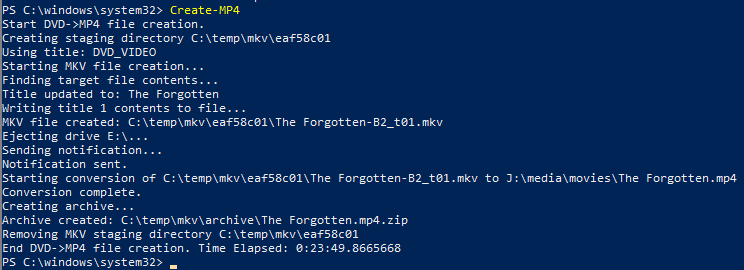 PS C:\windows\system32> Create-MP4
Start DVD->MP4 file creation.
Creating staging directory C:\temp\mkv\eaf58c01
Using title: DVD_VIDEO
Starting MKV file creation...
Finding target file contents...
Title updated to: The Forgotten
Writing title 1 contents to file...
MKV file created: C:\temp\mkv\eaf58c01\The Forgotten-B2_t01.mkv
Ejecting drive E:\...
Sending notification...
Notification sent.
Starting conversion of C:\temp\mkv\eaf58c01\The Forgotten-B2_t01.mkv to J:\media\movies\The Forgotten.mp4
Conversion complete.
Creating archive...
Archive created: C:\temp\mkv\archive\The Forgotten.mp4.zip
Removing MKV staging directory C:\temp\mkv\eaf58c01
End DVD->MP4 file creation. Time Elapsed: 0:23:49.8665668
PS C:\windows\system32>